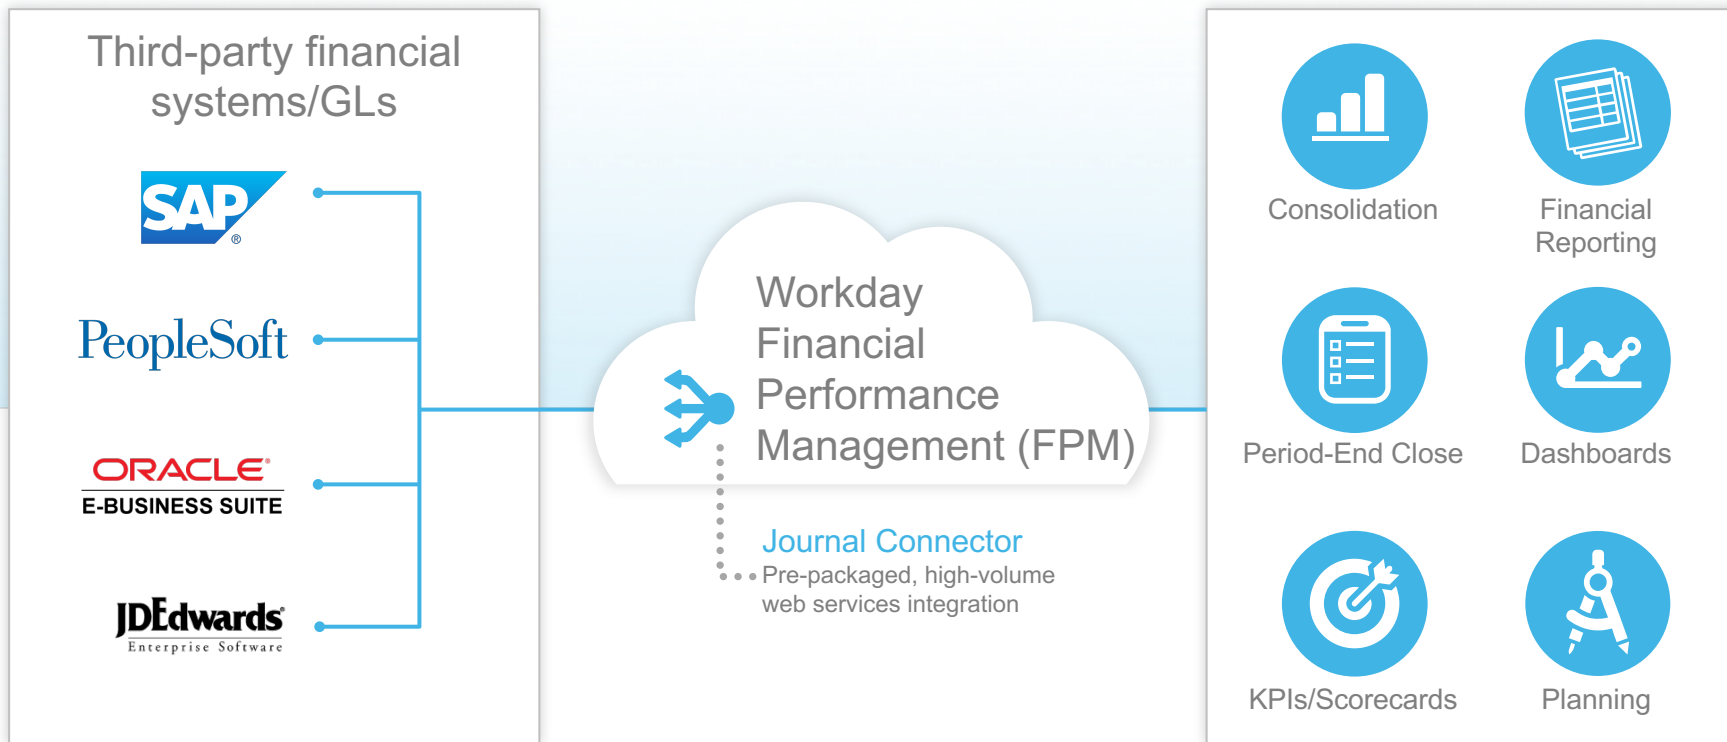 Third-party financial
systems/GLs
SAP
®
PeopleSoft
ORACLE®
E-BUSINESS SUITE
JDEdwards®
Enterprise Software
Workday
Financial
Performance
Management (FPM)
Journal Connector
Pre-packaged, high-volume
web services integration
Consolidation
Financial
Reporting
Period-End Close
Dashboards
KPIs/Scorecards
Planning